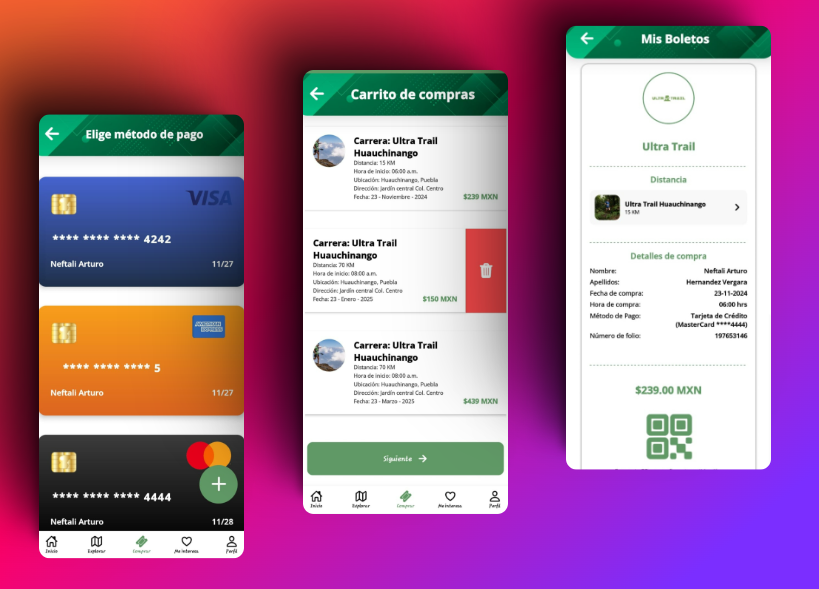 Elige método de pago
VISA
**** **** **** 4242
Neftali Arturo 11/27
AMERICAN
EXPRESS
**** **** **** 5
Neftali Arturo 11/27
**** **** **** 4444
Neftali Arturo 11/28
Inicio Explorar Comprar Me interesa Perfil
Carrito de compras
Carrera: Ultra Trail
Huauchinango
Distancia: 15 KM
Hora de inicio: 06:00 a.m.
Ubicación: Huauchinango, Puebla
Dirección: Jardín central Col. Centro
Fecha: 23 - Noviembre - 2024 $239 MXN
Carrera: Ultra Trail
Huauchinango
Distancia: 70 KM
Hora de inicio: 08:00 a.m.
Ubicación: Huauchinango, Puebla
Dirección: Jardín central Col. Centro
Fecha: 23 - Enero - 2025 $150 MXN
Carrera: Ultra Trail
Huauchinango
Distancia: 70 KM
Hora de inicio: 08:00 a.m.
Ubicación: Huauchinango, Puebla
Dirección: Jardín central Col. Centro
Fecha: 23 - Marzo - 2025 $439 MXN
Siguiente →
Inicio Explorar Comprar Me interesa Perfil
Mis Boletos
ULTRA TRAIL
Ultra Trail
Distancia
Ultra Trail Huauchinango
15 KM
Detalles de compra
Nombre: Neftali Arturo
Apellidos: Hernandez Vergara
Fecha de compra: 23-11-2024
Hora de compra: 06:00 hrs
Método de Pago: Tarjeta de Crédito
(MasterCard ****4444)
Número de folio: 197653146
$239.00 MXN